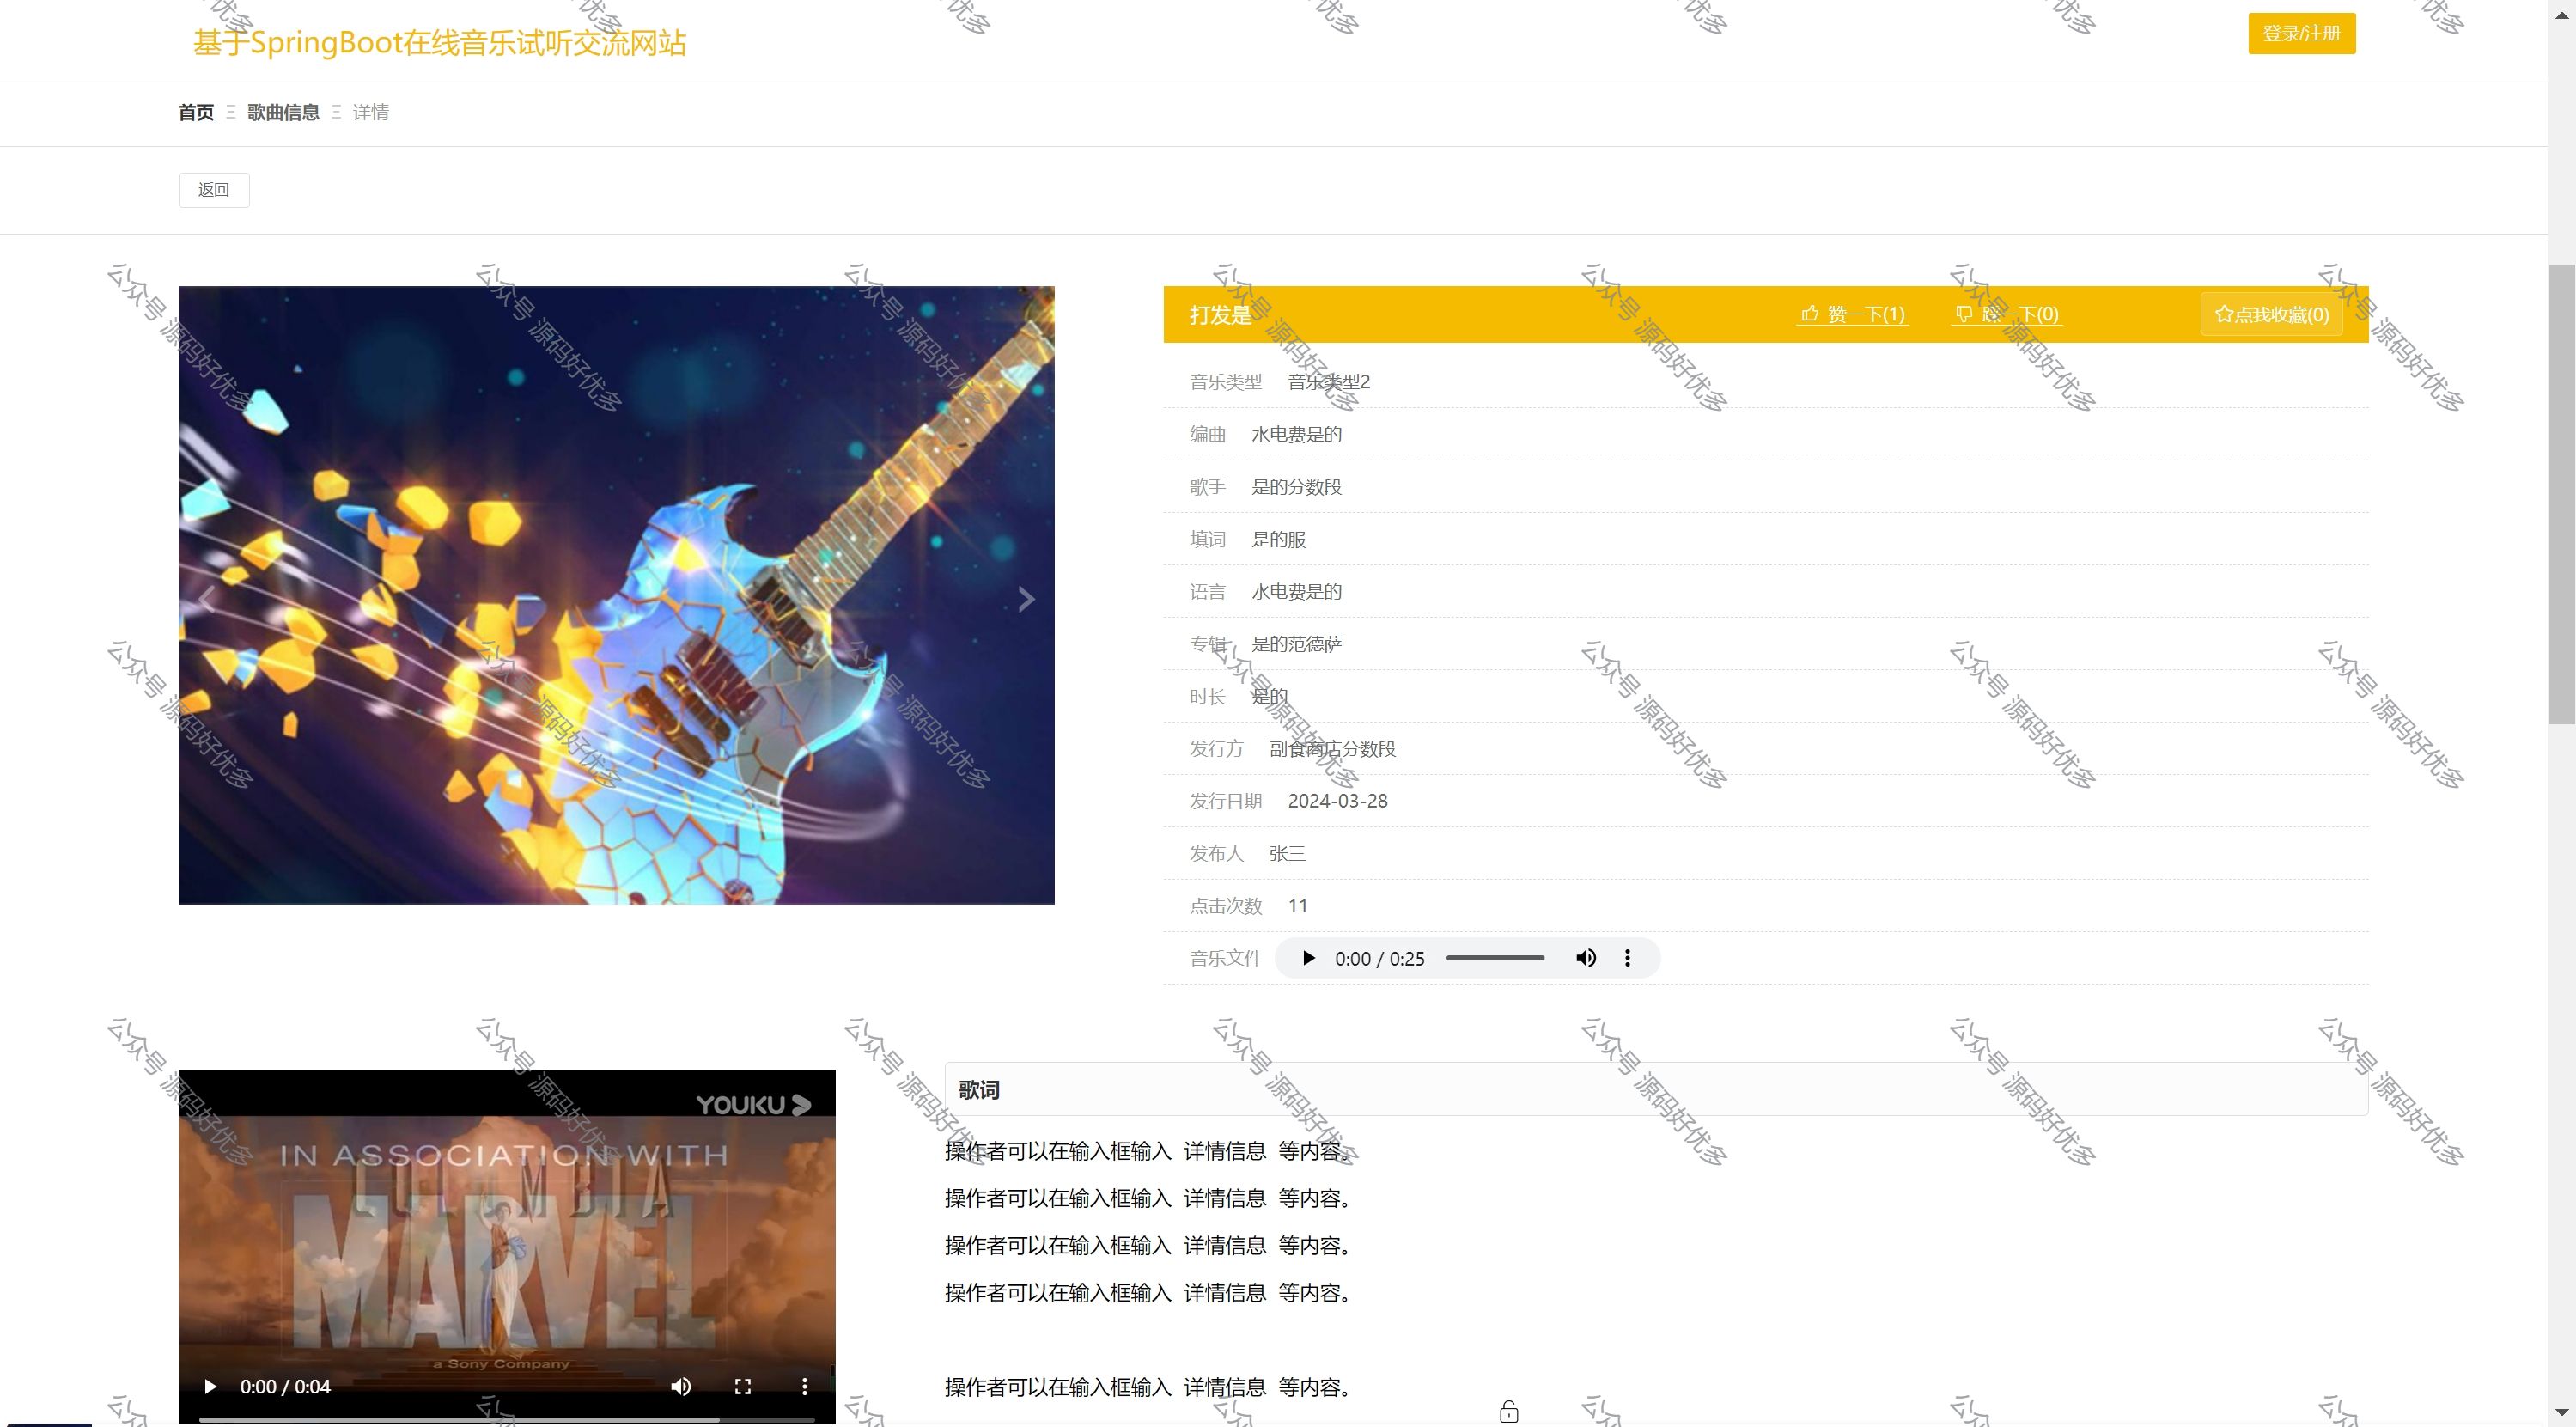 基于SpringBoot在线音乐试听交流网站
登录/注册
首页 Ξ 歌曲信息 Ξ 详情
返回
打发是 赞一下(1) 踩一下(0) 点我收藏(0)
音乐类型 音乐类型2
编曲 水电费是的
歌手 是的分数段
填词 是的服
语言 水电费是的
专辑 是的范德萨
时长 是的
发行方 副食商店分数段
发行日期 2024-03-28
发布人 张三
点击次数 11
音乐文件 0:00 / 0:25
YOUKU
IN ASSOCIATION WITH
COLUMBIA
MARVEL
a Sony Company
0:00 / 0:04
歌词
操作者可以在输入框输入 详情信息 等内容。
操作者可以在输入框输入 详情信息 等内容。
操作者可以在输入框输入 详情信息 等内容。
操作者可以在输入框输入 详情信息 等内容。
操作者可以在输入框输入 详情信息 等内容。
公众号 源码好优多